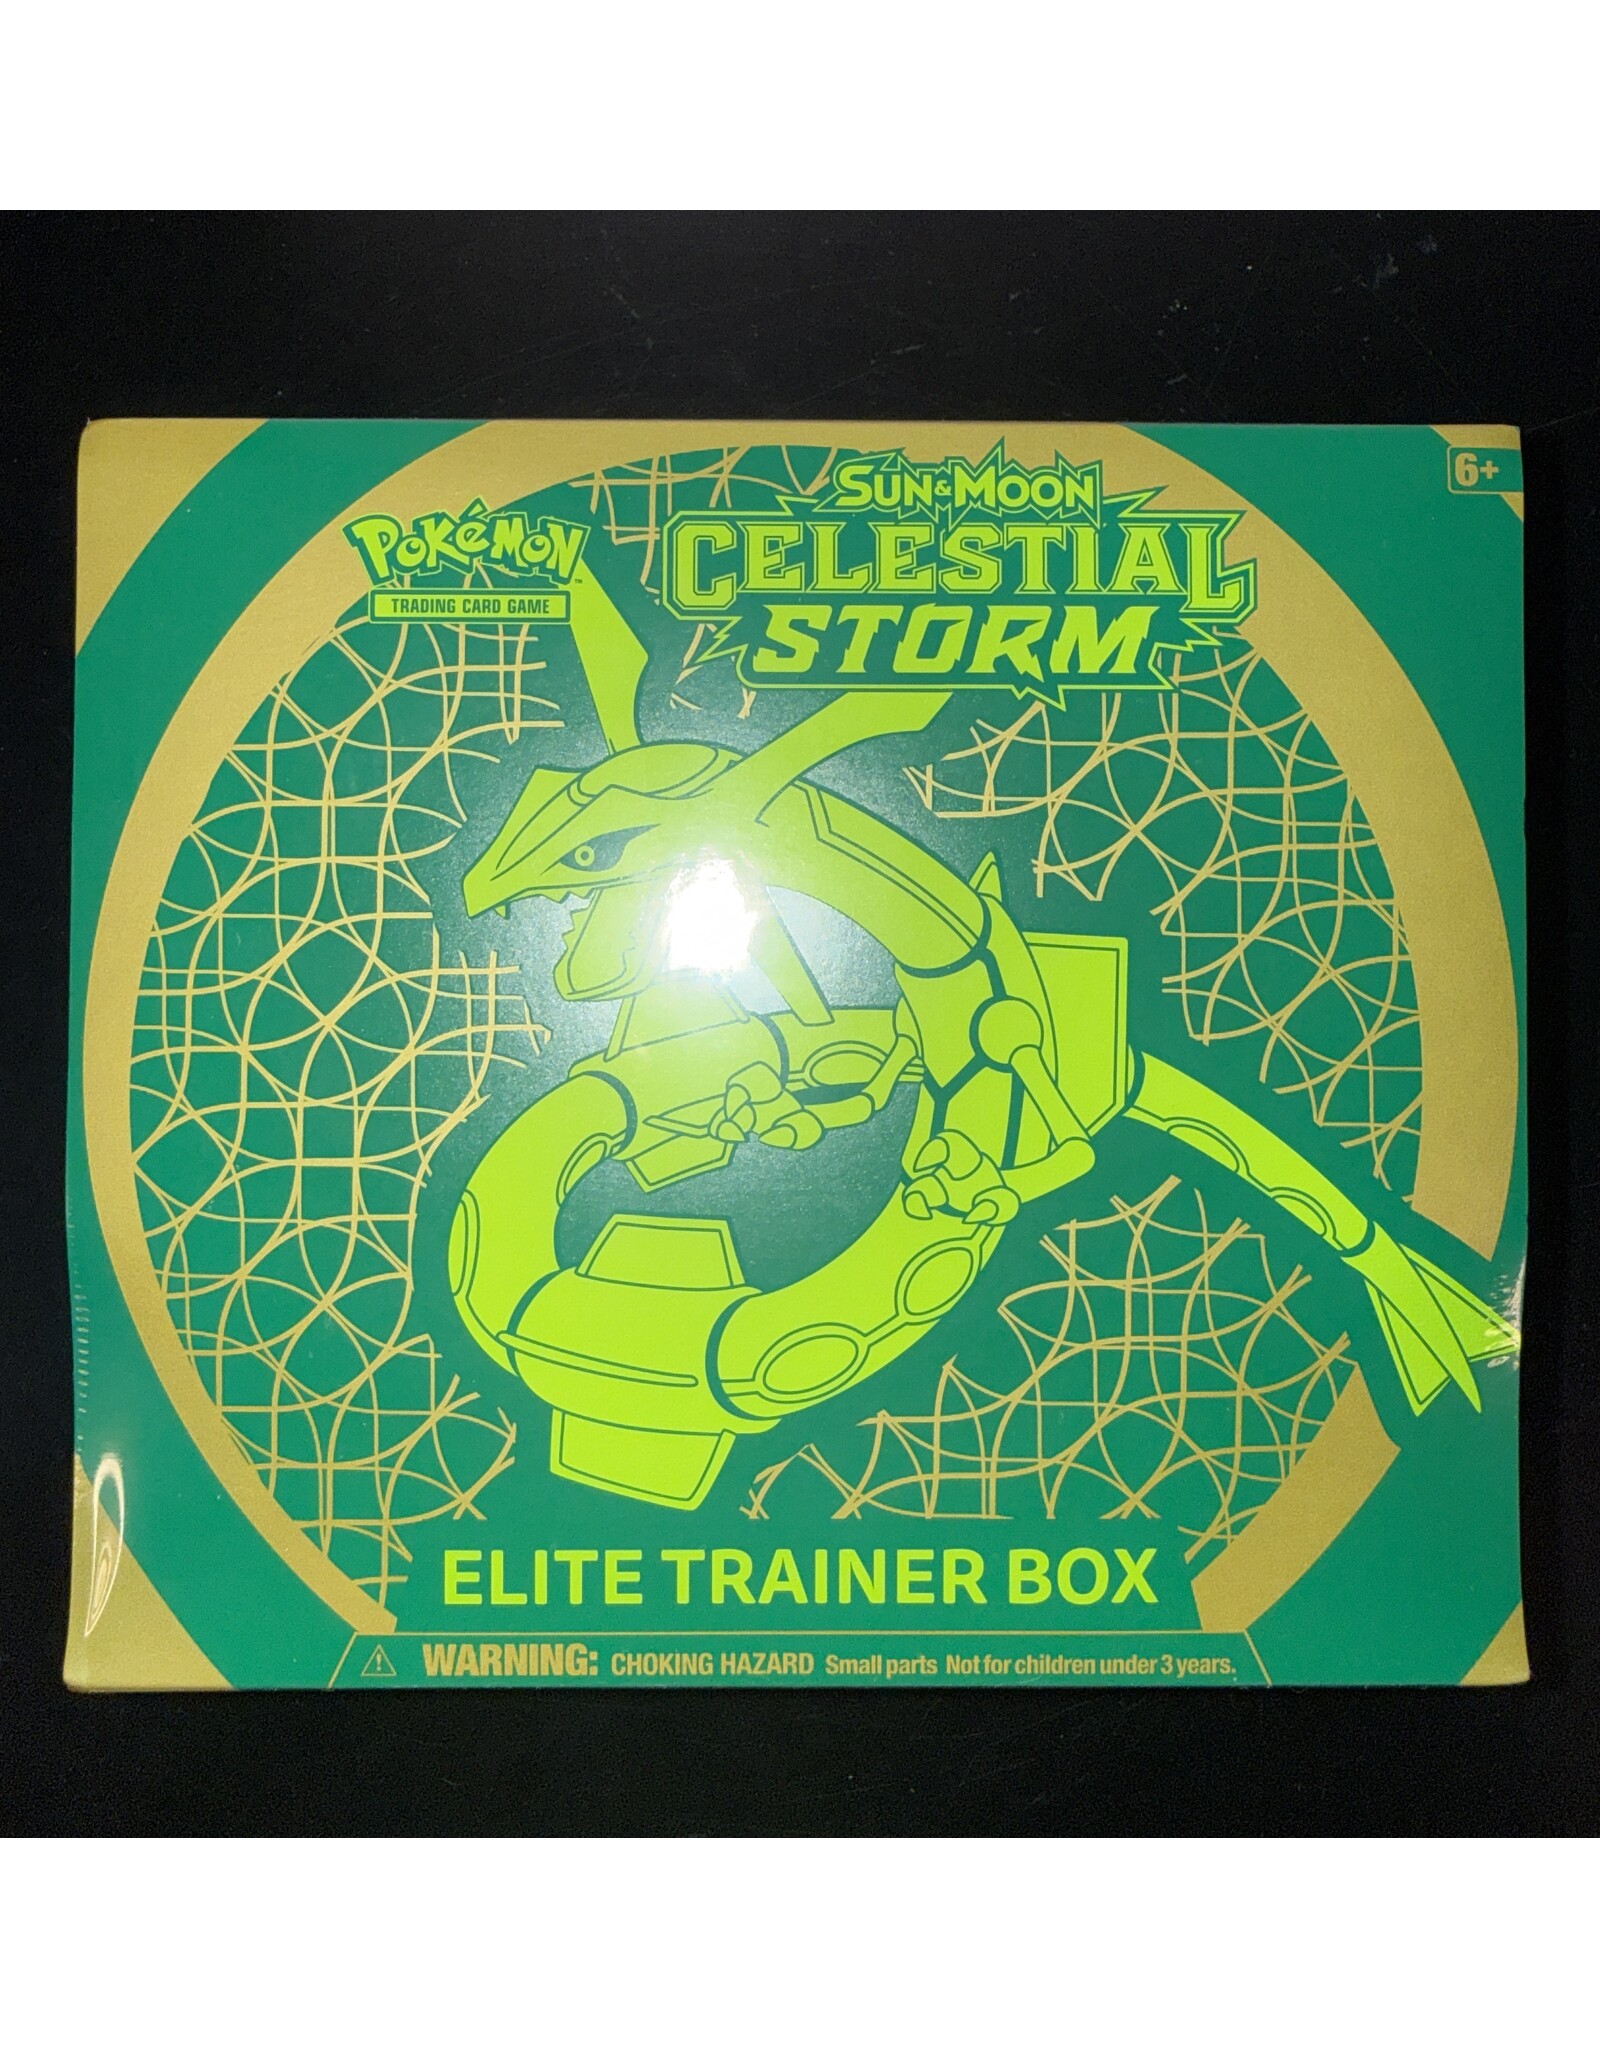 6+
SUN & MOON
POKéMON™
CELESTIAL
TRADING CARD GAME
STORM
ELITE TRAINER BOX
WARNING: CHOKING HAZARD Small parts Not for children under 3 years.